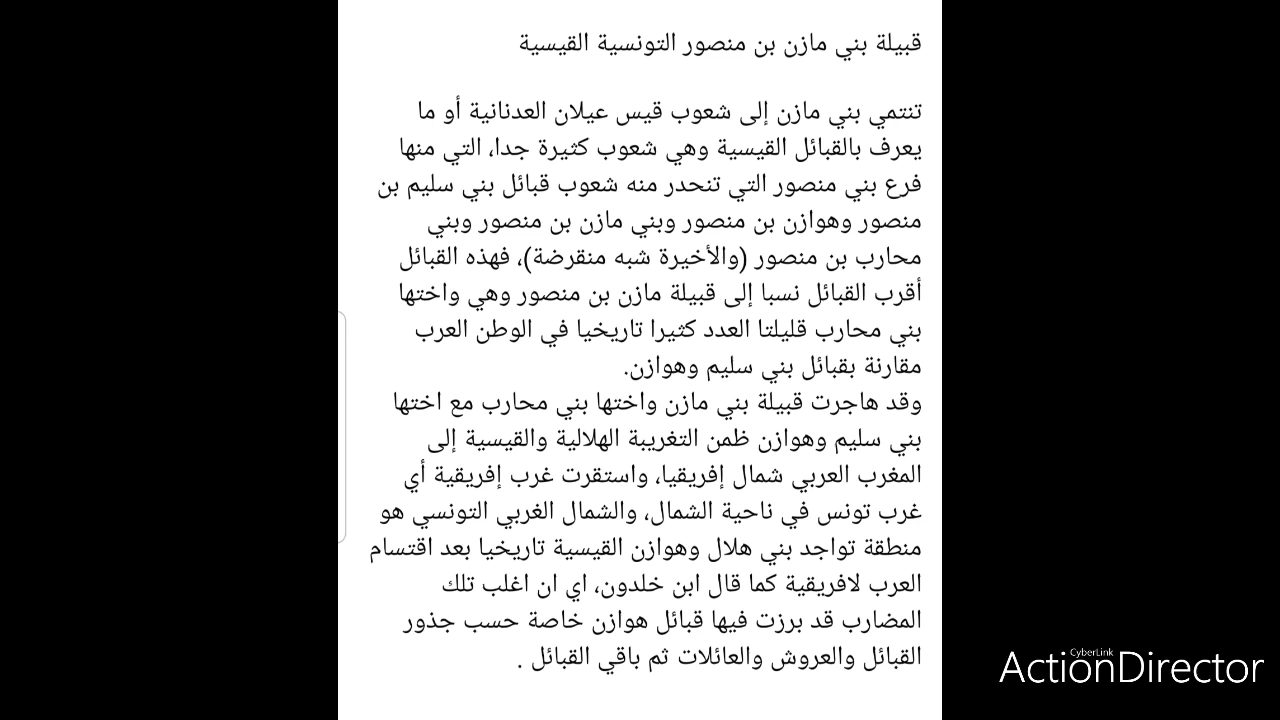 قبيلة بني مازن بن منصور التونسية القيسية
تنتمي بني مازن إلى شعوب قيس عيلان العدنانية أو ما
يعرف بالقبائل القيسية وهي شعوب كثيرة جدا، التي منها
فرع بني منصور التي تنحدر منه شعوب قبائل بني سليم بن
منصور وهوازن بن منصور وبني مازن بن منصور وبني
محارب بن منصور (والأخيرة شبه منقرضة)، فهذه القبائل
أقرب القبائل نسبا إلى قبيلة مازن بن منصور وهي واختها
بني محارب قليلتا العدد كثيرا تاريخيا في الوطن العرب
مقارنة بقبائل بني سليم وهوازن.
وقد هاجرت قبيلة بني مازن واختها بني محارب مع اختها
بني سليم وهوازن ظمن التغريبة الهلالية والقيسية إلى
المغرب العربي شمال إفريقيا، واستقرت غرب إفريقية أي
غرب تونس في ناحية الشمال، والشمال الغربي التونسي هو
منطقة تواجد بني هلال وهوازن القيسية تاريخيا بعد اقتسام
العرب لافريقية كما قال ابن خلدون، اي ان اغلب تلك
المضارب قد برزت فيها قبائل هوازن خاصة حسب جذور
القبائل والعروش والعائلات ثم باقي القبائل .
CyberLink
ActionDirector